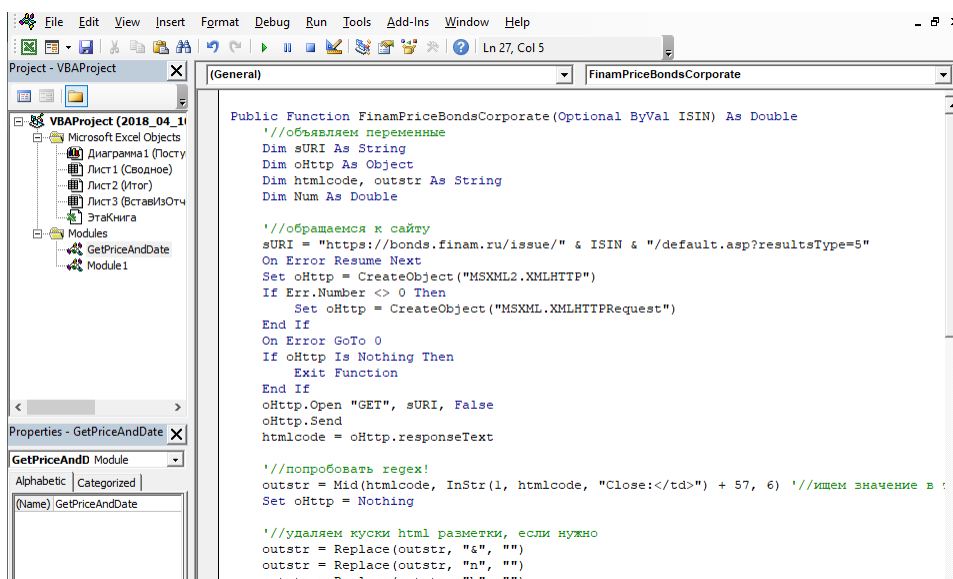 File Edit View Insert Format Debug Run Tools Add-Ins Window Help
Ln 27, Col 5
Project - VBAProject
VBAProject (2018_04_1
Microsoft Excel Objects
Диаграмма1 (Посту
Лист1 (Сводное)
Лист2 (Итог)
Лист3 (ВставИзОтч
ЭтаКнига
Modules
GetPriceAndDate
Module1
Properties - GetPriceAndDate
GetPriceAndD Module
Alphabetic Categorized
(Name) GetPriceAndDate
(General) FinamPriceBondsCorporate
Public Function FinamPriceBondsCorporate(Optional ByVal ISIN) As Double
'//объявляем переменные
Dim sURI As String
Dim oHttp As Object
Dim htmlcode, outstr As String
Dim Num As Double
'//обращаемся к сайту
sURI = "https://bonds.finam.ru/issue/" & ISIN & "/default.asp?resultsType=5"
On Error Resume Next
Set oHttp = CreateObject("MSXML2.XMLHTTP")
If Err.Number <> 0 Then
Set oHttp = CreateObject("MSXML.XMLHTTPRequest")
End If
On Error GoTo 0
If oHttp Is Nothing Then
Exit Function
End If
oHttp.Open "GET", sURI, False
oHttp.Send
htmlcode = oHttp.responseText
'//попробовать regex!
outstr = Mid(htmlcode, InStr(1, htmlcode, "Close:</td>") + 57, 6) '//ищем значение в
Set oHttp = Nothing
'//удаляем куски html разметки, если нужно
outstr = Replace(outstr, "&", "")
outstr = Replace(outstr, "n", "")